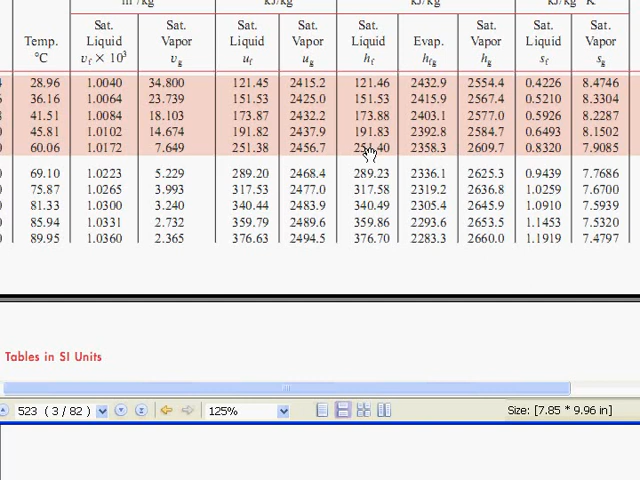 m³/kg kJ/kg kJ/kg kJ/kg · K
Sat. Sat. Sat. Sat. Sat. Sat. Sat. Sat.
Temp. Liquid Vapor Liquid Vapor Liquid Evap. Vapor Liquid Vapor
°C vf × 10³ vg uf ug hf hfg hg sf sg
28.96 1.0040 34.800 121.45 2415.2 121.46 2432.9 2554.4 0.4226 8.4746
36.16 1.0064 23.739 151.53 2425.0 151.53 2415.9 2567.4 0.5210 8.3304
41.51 1.0084 18.103 173.87 2432.2 173.88 2403.1 2577.0 0.5926 8.2287
45.81 1.0102 14.674 191.82 2437.9 191.83 2392.8 2584.7 0.6493 8.1502
60.06 1.0172 7.649 251.38 2456.7 251.40 2358.3 2609.7 0.8320 7.9085
69.10 1.0223 5.229 289.20 2468.4 289.23 2336.1 2625.3 0.9439 7.7686
75.87 1.0265 3.993 317.53 2477.0 317.58 2319.2 2636.8 1.0259 7.6700
81.33 1.0300 3.240 340.44 2483.9 340.49 2305.4 2645.9 1.0910 7.5939
85.94 1.0331 2.732 359.79 2489.6 359.86 2293.6 2653.5 1.1453 7.5320
89.95 1.0360 2.365 376.63 2494.5 376.70 2283.3 2660.0 1.1919 7.4797
Tables in SI Units
523 (3/82) 125% Size: [7.85 * 9.96 in]